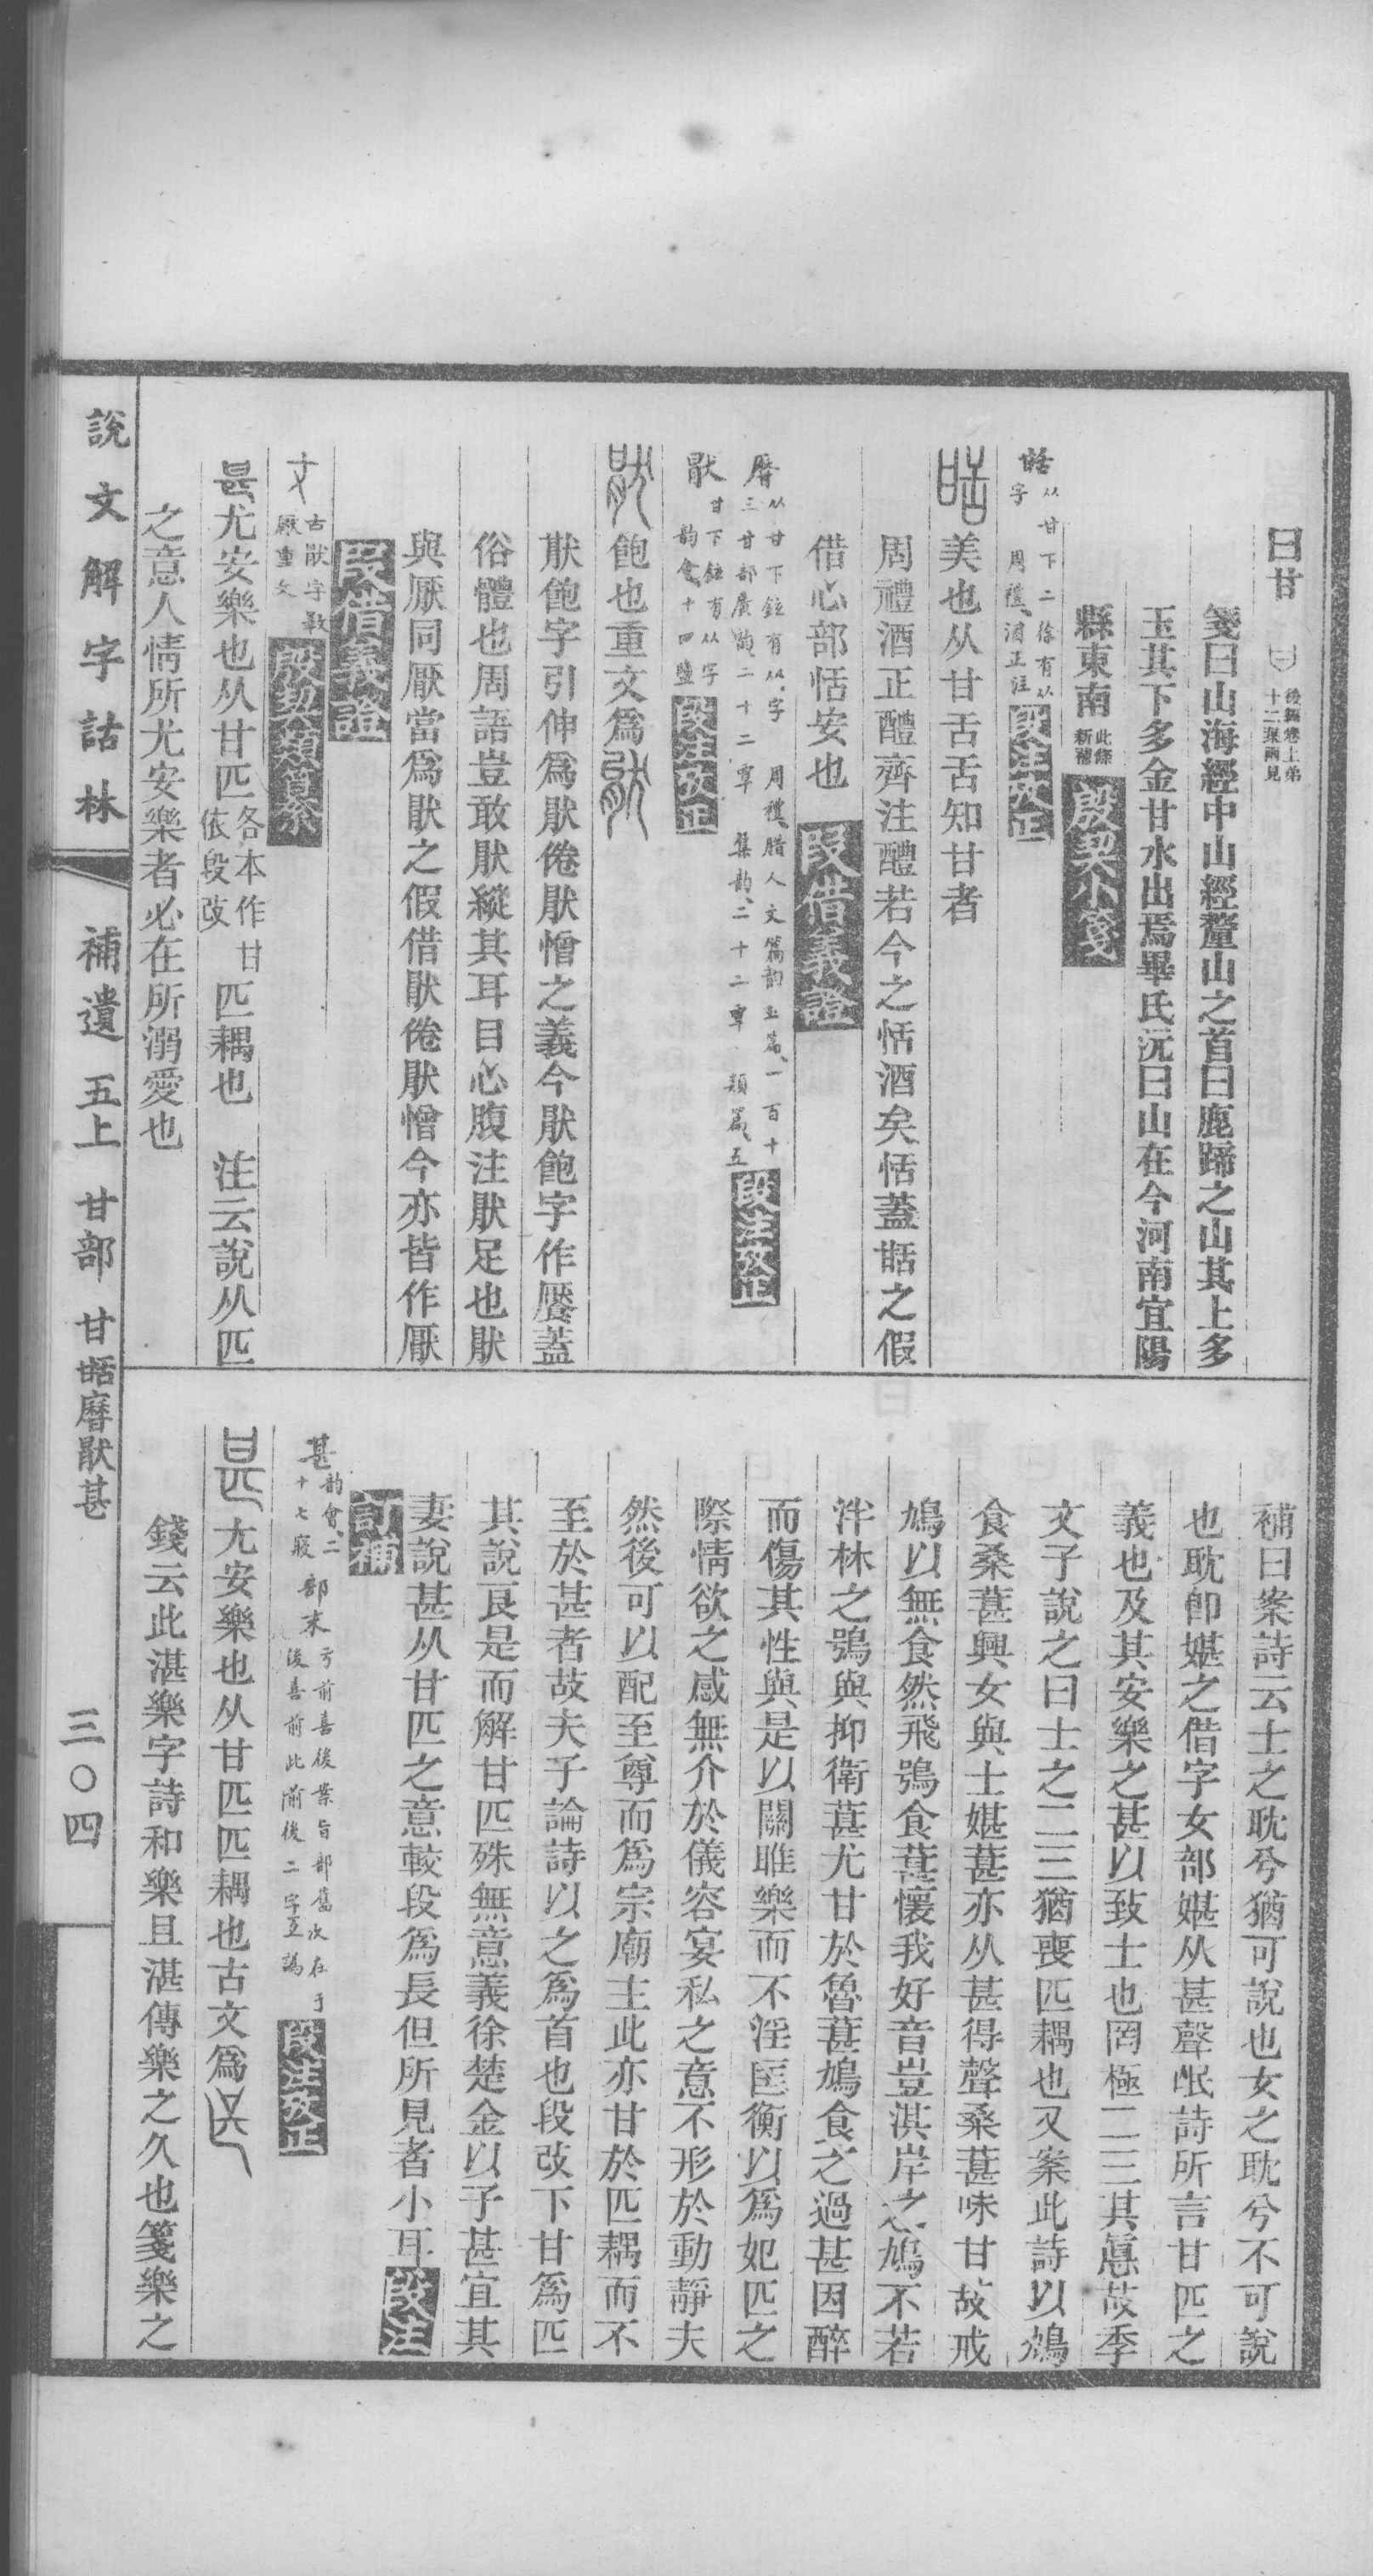 曰甘 後編卷上弟十二葉兩見
箋曰山海經中山經釐山之首曰鹿蹄之山其上多
玉其下多金甘水出焉畢氏沅曰山在今河南宜陽
縣東南 此條新補 殷契小箋
甛 从甘下二徐有从字 周禮酒正注 段注攷正
美也从甘舌舌知甘者
周禮酒正醴齊注醴若今之恬酒矣恬蓋甛之假
借心部恬安也 段借義證
𪉦 从甘下鉉有从字 周禮腊人文 篇韵玉篇一百十三甘部廣韵二十二覃 集韵二十二覃 類篇五 段注攷正
猒 甘下鉉有从字韵會十四鹽 段注攷正
飽也重文爲
猒飽字引伸爲猒倦猒憎之義今猒飽字作饜蓋
俗體也周語豈敢猒縱其耳目心腹注猒足也猒
與厭同厭當爲猒之假借猒倦猒憎今亦皆作厭
段借義證
古猒字 厭重文 殷契類纂
甚尤安樂也从甘匹 各本作甘依段改 匹耦也 注云說从匹
之意人情所尤安樂者必在所溺愛也
補曰案詩云士之耽兮猶可說也女之耽兮不可說
也耽卽媅之借字女部媅从甚聲氓詩所言甘匹之
義也及其安樂之甚以致士也罔極二三其悳故季
文子說之曰士之二三猶喪匹耦也又案此詩以鳩
食桑葚興女與士媅葚亦从甚得聲桑葚味甘故戒
鳩以無食然飛鴞食葚懷我好音豈淇岸之鳩不若
泮林之鴞與抑衛葚尤甘於魯葚鳩食之過甚因醉
而傷其性與是以關雎樂而不淫匡衡以爲妃匹之
際情欲之感無介於儀容宴私之意不形於動靜夫
然後可以配至尊而爲宗廟主此亦甘於匹耦而不
至於甚者故夫子論詩以之爲首也段改下甘爲匹
其說良是而解甘匹殊無意義徐楚金以子甚宜其
妻說甚从甘匹之意較段爲長但所見者小耳 段注
訂補
甚 韵會二十七寢 部末 亏前喜後案旨部舊次在亏後喜前此前後二字互譌 段注攷正
尤安樂也从甘匹匹耦也古文爲
錢云此湛樂字詩和樂且湛傳樂之久也箋樂之
說文解字詁林 補遺 五上 甘部 甘甛𪉦猒甚 三〇四